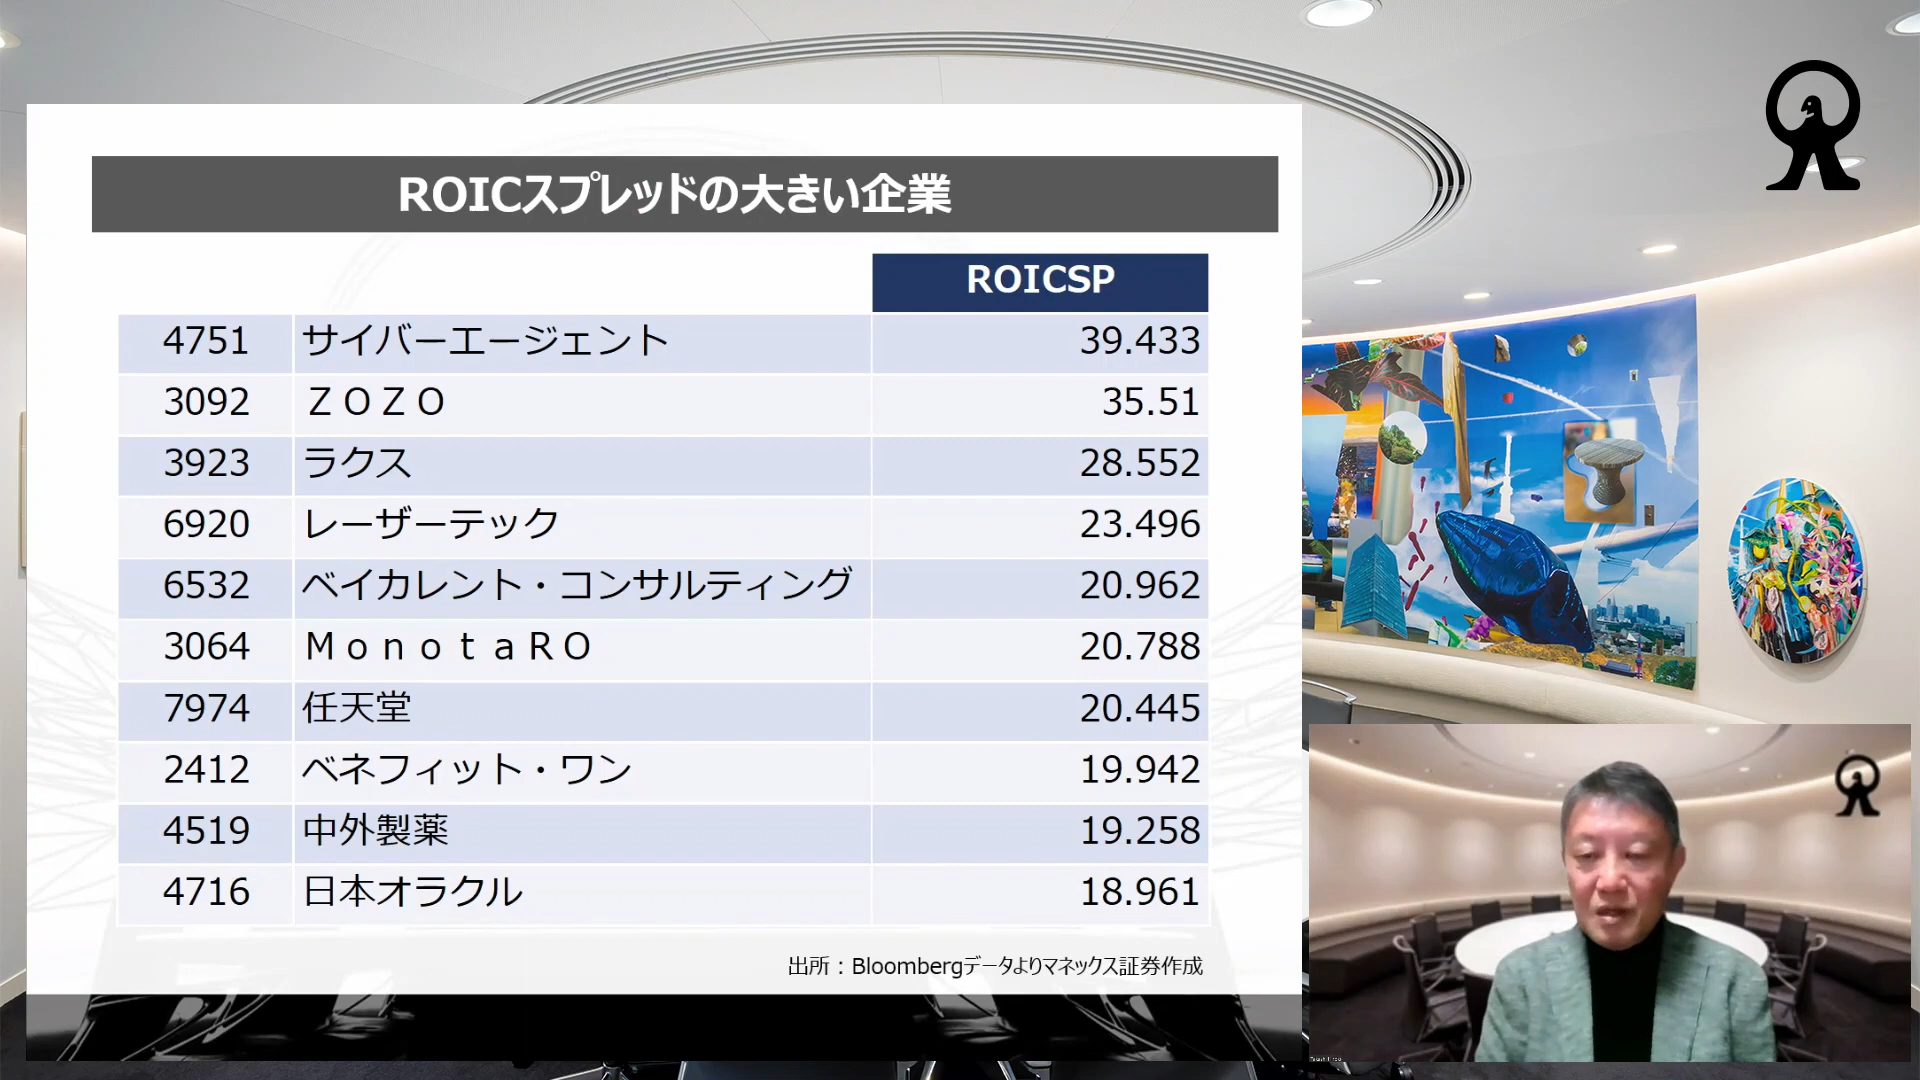 ROICスプレッドの大きい企業
ROICSP
4751 サイバーエージェント 39.433
3092 ＺＯＺＯ 35.51
3923 ラクス 28.552
6920 レーザーテック 23.496
6532 ベイカレント・コンサルティング 20.962
3064 ＭｏｎｏｔａＲＯ 20.788
7974 任天堂 20.445
2412 ベネフィット・ワン 19.942
4519 中外製薬 19.258
4716 日本オラクル 18.961
出所：Bloombergデータよりマネックス証券作成